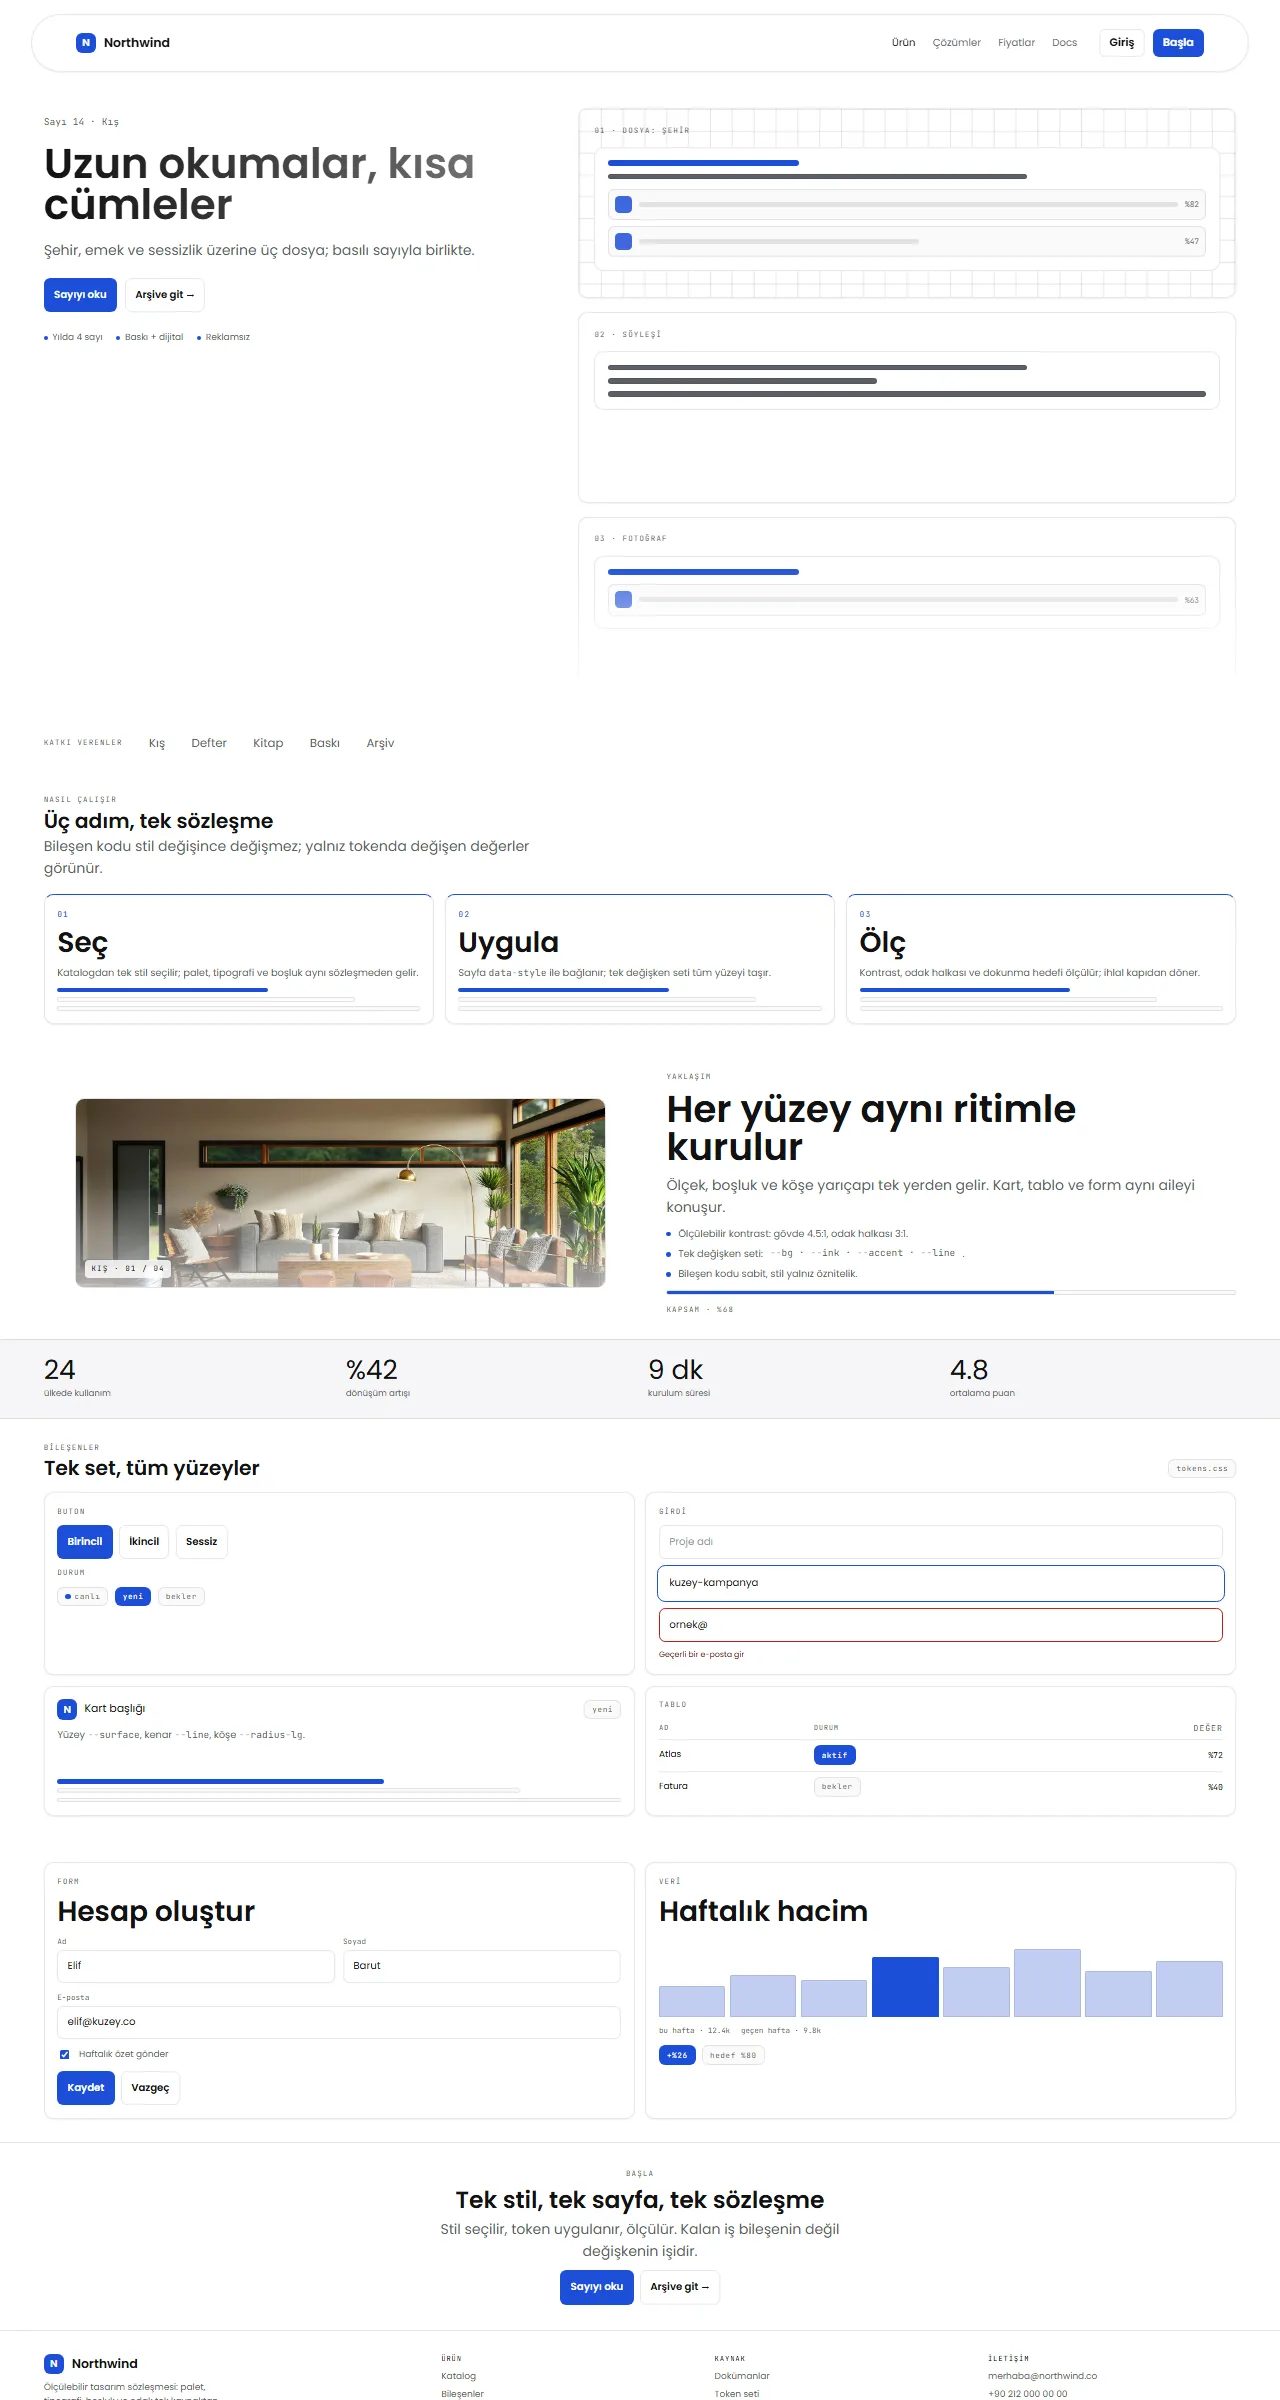 N Northwind
Ürün Çözümler Fiyatlar Docs Giriş Başla
Sayı 14 · Kış
Uzun okumalar, kısa
cümleler
Şehir, emek ve sessizlik üzerine üç dosya; basılı sayıyla birlikte.
Sayıyı oku Arşive git →
Yılda 4 sayı Baskı + dijital Reklamsız
01 · DOSYA: ŞEHİR
%82
%47
02 · SÖYLEŞİ
03 · FOTOĞRAF
%63
KATKI VERENLER Kış Defter Kitap Baskı Arşiv
NASIL ÇALIŞIR
Üç adım, tek sözleşme
Bileşen kodu stil değişince değişmez; yalnız tokenda değişen değerler
görünür.
01
Seç
Katalogdan tek stil seçilir; palet, tipografi ve boşluk aynı sözleşmeden gelir.
02
Uygula
Sayfa data-style ile bağlanır; tek değişken seti tüm yüzeyi taşır.
03
Ölç
Kontrast, odak halkası ve dokunma hedefi ölçülür; ihlal kapıdan döner.
KIŞ · 01 / 04
YAKLAŞIM
Her yüzey aynı ritimle
kurulur
Ölçek, boşluk ve köşe yarıçapı tek yerden gelir. Kart, tablo ve form aynı aileyi
konuşur.
Ölçülebilir kontrast: gövde 4.5:1, odak halkası 3:1.
Tek değişken seti: --bg · --ink · --accent · --line .
Bileşen kodu sabit, stil yalnız öznitelik.
KAPSAM · %68
24
ülkede kullanım
%42
dönüşüm artışı
9 dk
kurulum süresi
4.8
ortalama puan
BİLEŞENLER
Tek set, tüm yüzeyler
tokens.css
BUTON
Birincil İkincil Sessiz
DURUM
canlı yeni bekler
GİRDİ
Proje adı
kuzey-kampanya
ornek@
Geçerli bir e-posta gir
N Kart başlığı yeni
Yüzey --surface, kenar --line, köşe --radius-lg.
TABLO
AD DURUM DEĞER
Atlas aktif %72
Fatura bekler %40
FORM
Hesap oluştur
Ad Soyad
Elif Barut
E-posta
elif@kuzey.co
Haftalık özet gönder
Kaydet Vazgeç
VERİ
Haftalık hacim
bu hafta · 12.4k geçen hafta · 9.8k
+%26 hedef %80
BAŞLA
Tek stil, tek sayfa, tek sözleşme
Stil seçilir, token uygulanır, ölçülür. Kalan iş bileşenin değil
değişkenin işidir.
Sayıyı oku Arşive git →
N Northwind
Ölçülebilir tasarım sözleşmesi: palet,
ÜRÜN
Katalog
Bileşenler
KAYNAK
Dokümanlar
Token seti
İLETİŞİM
merhaba@northwind.co
+90 212 000 00 00